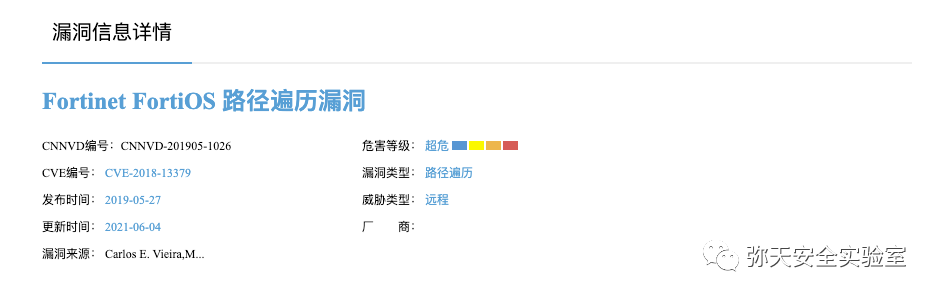 漏洞信息详情
Fortinet FortiOS 路径遍历漏洞
CNNVD编号：CNNVD-201905-1026
危害等级： 超危
CVE编号： CVE-2018-13379
漏洞类型： 路径遍历
发布时间： 2019-05-27
威胁类型： 远程
更新时间： 2021-06-04
厂 商：
漏洞来源： Carlos E. Vieira,M...
弥天安全实验室